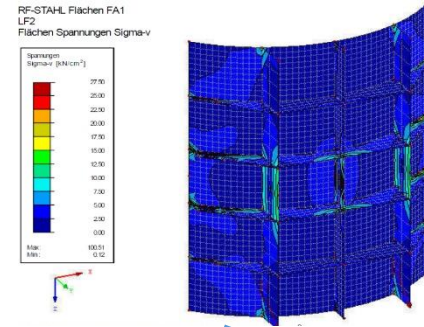 RF-STAHL Flächen FA1
LF2
Flächen Spannungen Sigma-v
Spannungen
Sigma-v [kN/cm²]
27.50
25.00
22.50
20.00
17.50
15.00
12.50
10.00
7.50
5.00
2.50
0.00
Max: 100.51
Min: 0.12
X
Y
Z